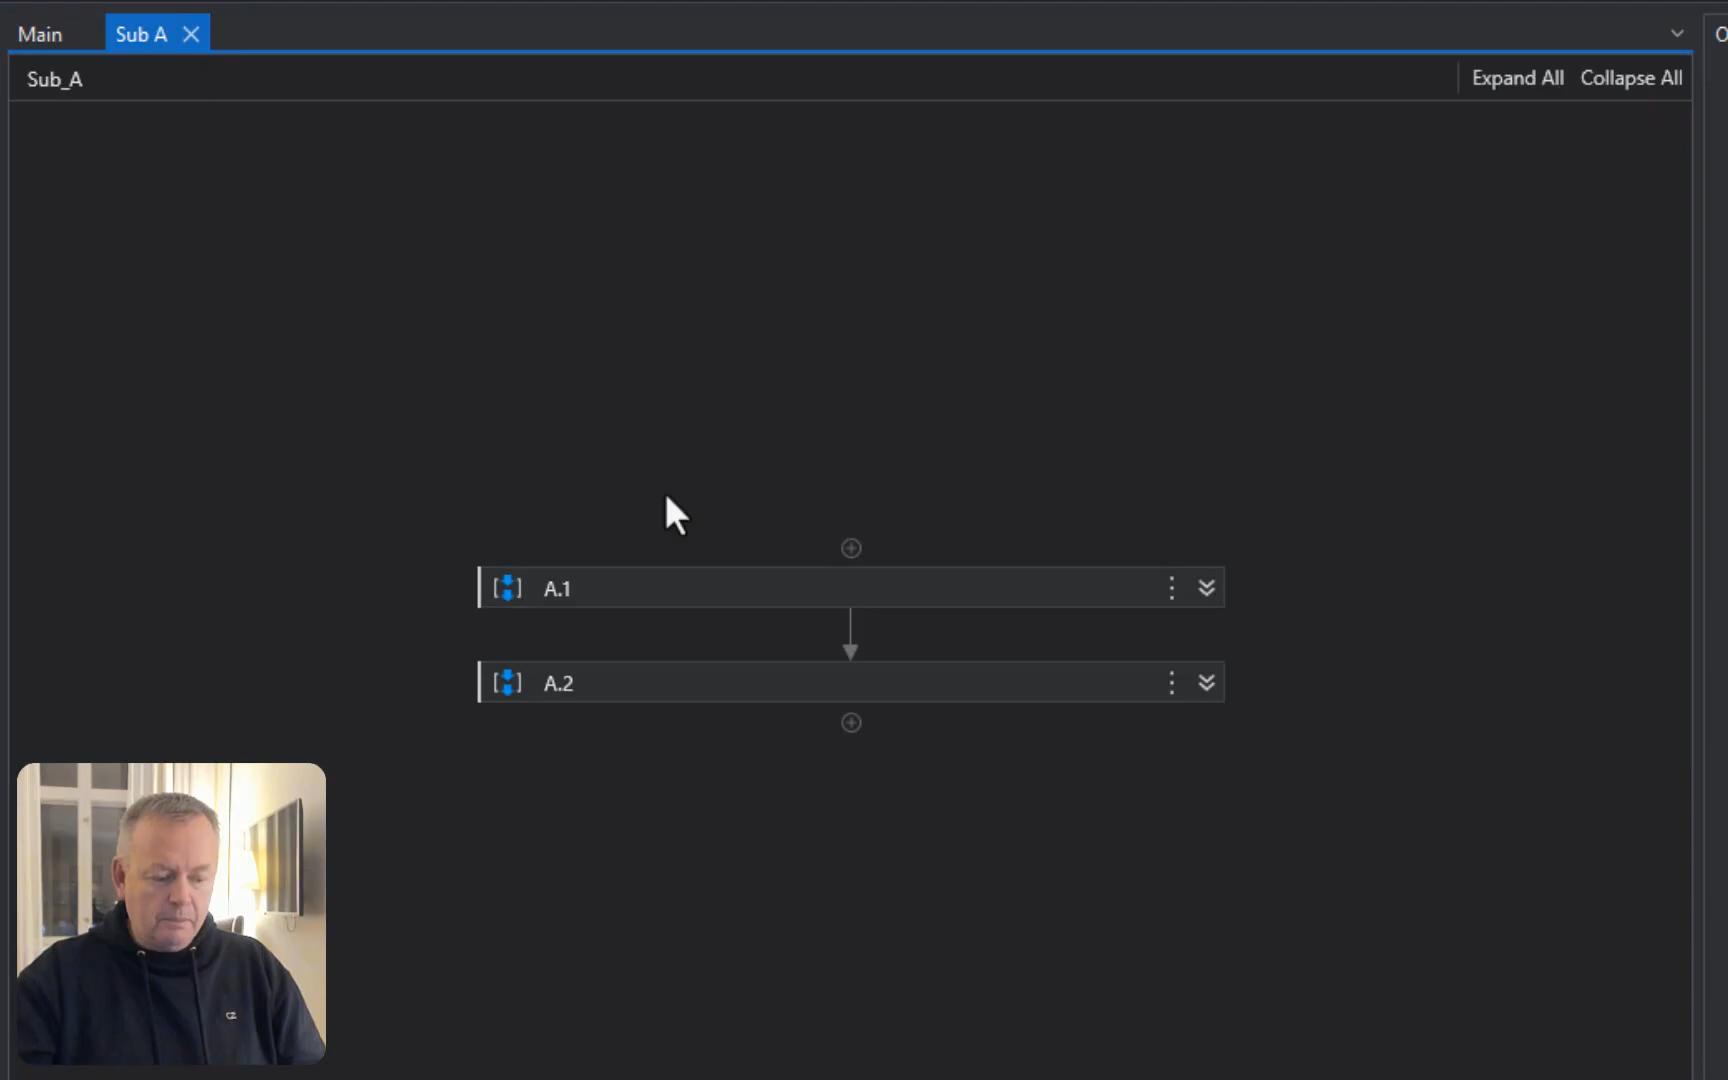 Main
Sub A
Sub_A
Expand All
Collapse All
A.1
A.2